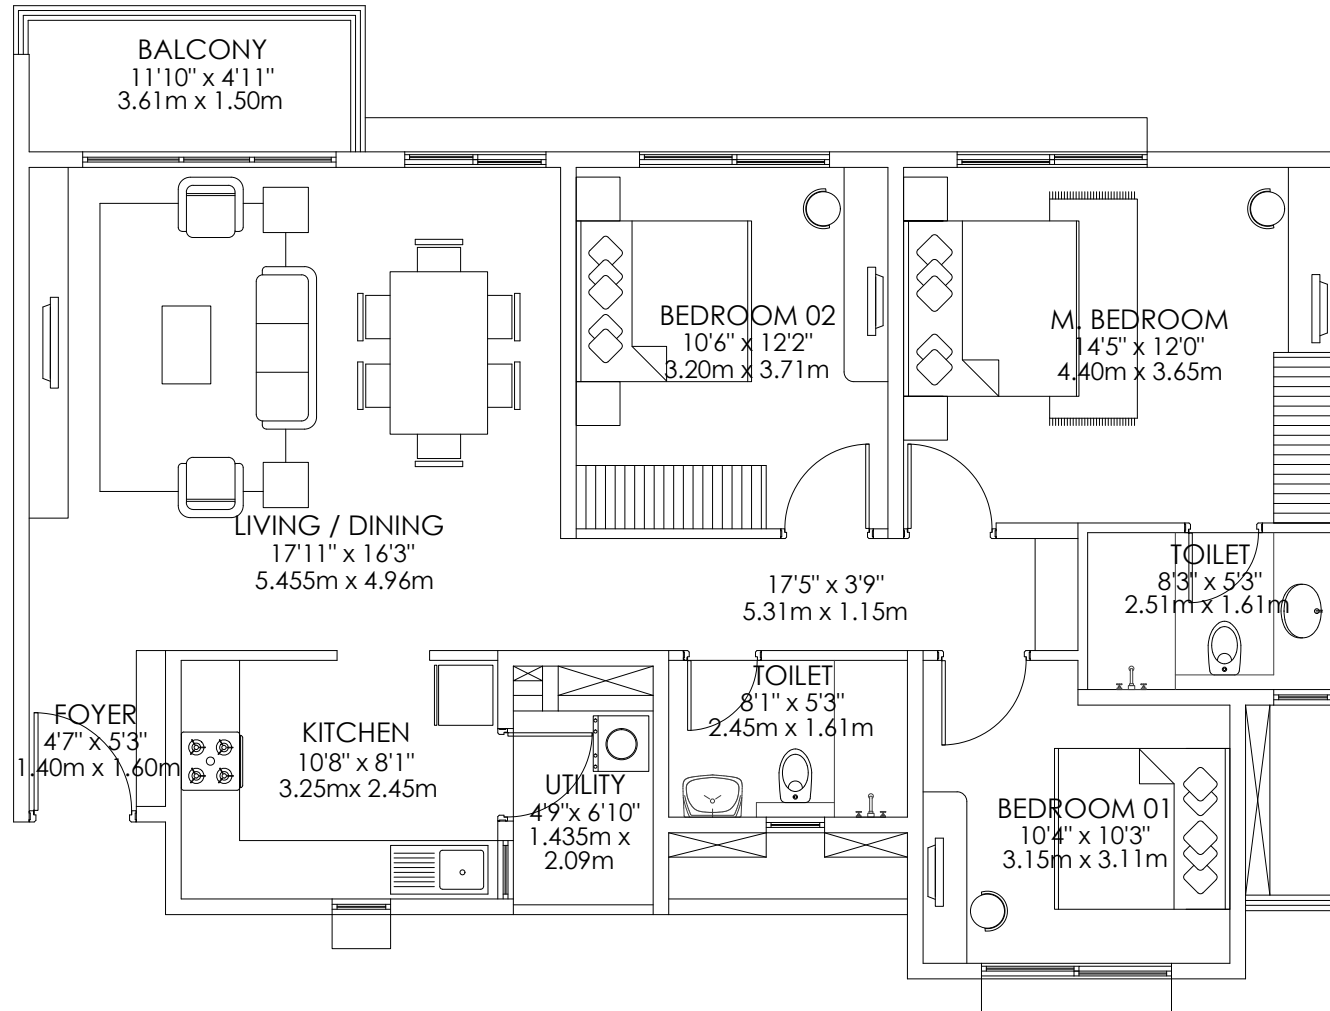 BALCONY
11'10" x 4'11"
3.61m x 1.50m
BEDROOM 02
10'6" x 12'2"
3.20m x 3.71m
M. BEDROOM
14'5" x 12'0"
4.40m x 3.65m
LIVING / DINING
17'11" x 16'3"
5.455m x 4.96m
17'5" x 3'9"
5.31m x 1.15m
TOILET
8'3" x 5'3"
2.51m x 1.61m
FOYER
4'7" x 5'3"
1.40m x 1.60m
KITCHEN
10'8" x 8'1"
3.25mx 2.45m
UTILITY
4'9"x 6'10"
1.435m x
2.09m
TOILET
8'1" x 5'3"
2.45m x 1.61m
BEDROOM 01
10'4" x 10'3"
3.15m x 3.11m